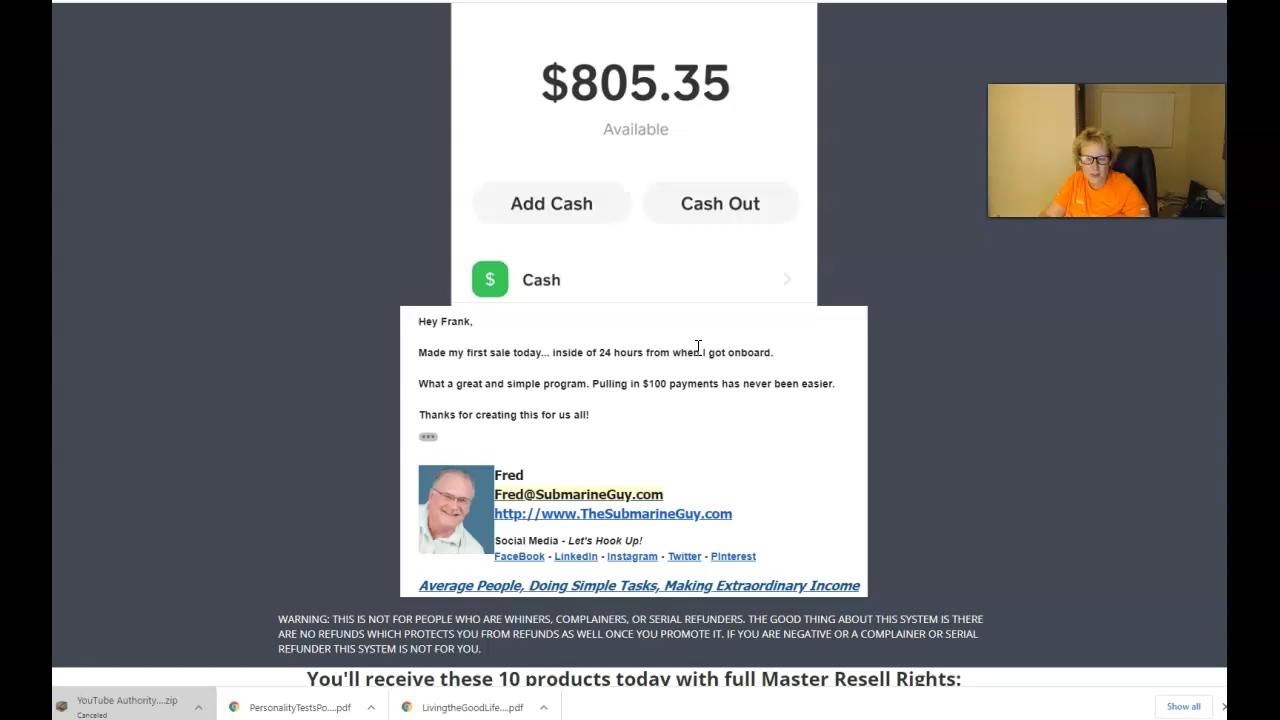 $805.35
Available
Add Cash
Cash Out
$
Cash
Hey Frank,
Made my first sale today... inside of 24 hours from when I got onboard.
What a great and simple program. Pulling in $100 payments has never been easier.
Thanks for creating this for us all!
Fred
Fred@SubmarineGuy.com
http://www.TheSubmarineGuy.com
Social Media - Let's Hook Up!
FaceBook - LinkedIn - Instagram - Twitter - PInterest
Average People, Doing Simple Tasks, Making Extraordinary Income
WARNING: THIS IS NOT FOR PEOPLE WHO ARE WHINERS, COMPLAINERS, OR SERIAL REFUNDERS. THE GOOD THING ABOUT THIS SYSTEM IS THERE
ARE NO REFUNDS WHICH PROTECTS YOU FROM REFUNDS AS WELL ONCE YOU PROMOTE IT. IF YOU ARE NEGATIVE OR A COMPLAINER OR SERIAL
REFUNDER THIS SYSTEM IS NOT FOR YOU.
You'll receive these 10 products today with full Master Resell Rights:
YouTube Authority....zip
Canceled
PersonalityTestsPo....pdf
LivingtheGoodLife....pdf
Show all